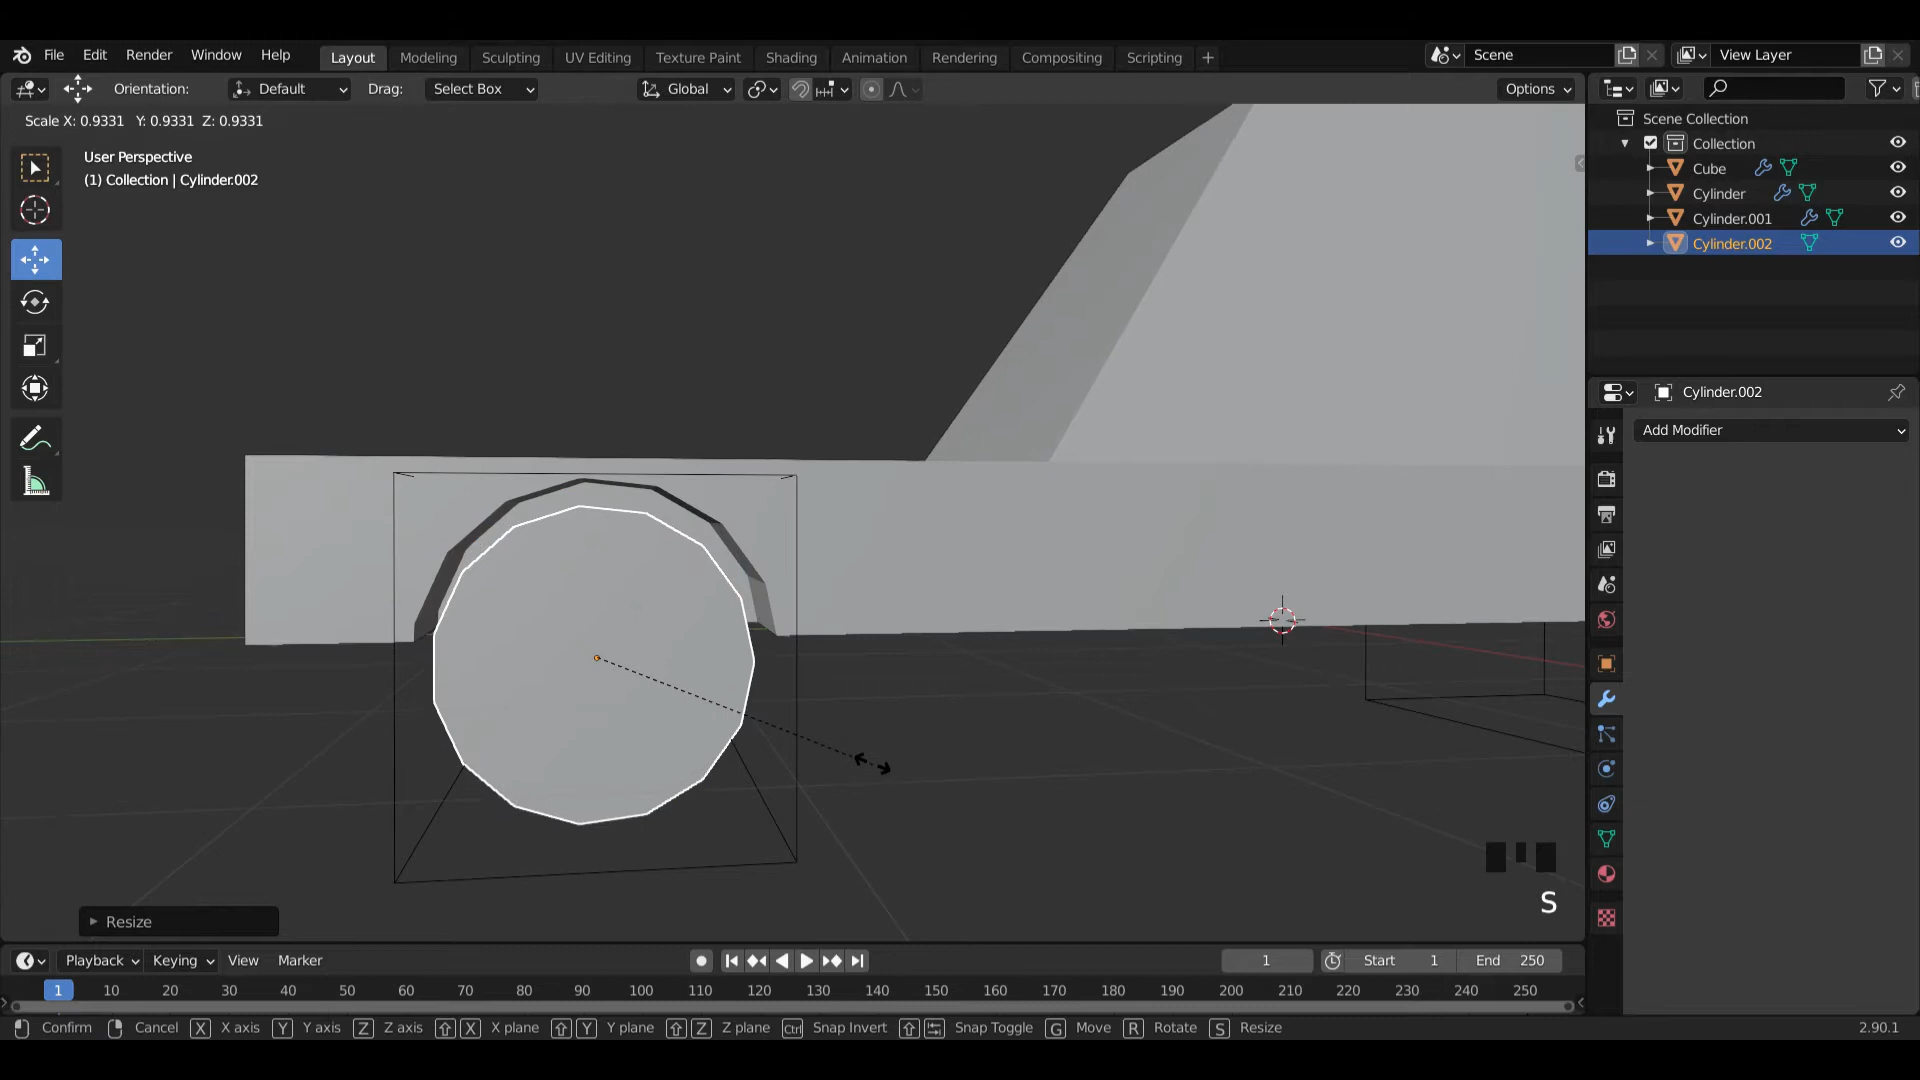 File Edit Render Window Help Layout Modeling Sculpting UV Editing Texture Paint Shading Animation Rendering Compositing Scripting + Scene View Layer
Orientation: Default Drag: Select Box Global Options
Scale X: 0.9331 Y: 0.9331 Z: 0.9331
User Perspective
(1) Collection | Cylinder.002
Scene Collection
Collection
Cube
Cylinder
Cylinder.001
Cylinder.002
Cylinder.002
Add Modifier
S
Resize
Playback Keying View Marker 1 Start 1 End 250
1 10 20 30 40 50 60 70 80 90 100 110 120 130 140 150 160 170 180 190 200 210 220 230 240 250
Confirm Cancel X X axis Y Y axis Z Z axis X X plane Y Y plane Z Z plane Ctrl Snap Invert Snap Toggle G Move R Rotate S Resize 2.90.1